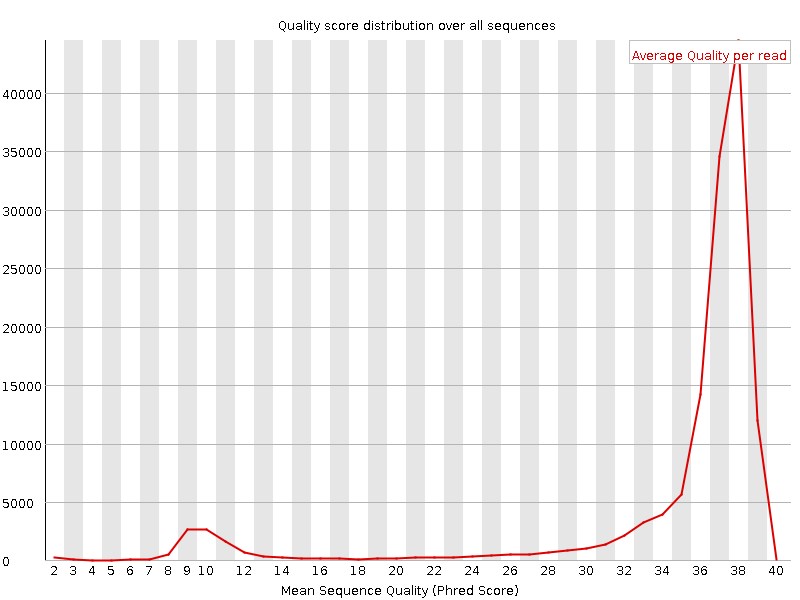 Quality score distribution over all sequences
Average Quality per read
40000
35000
30000
25000
20000
15000
10000
5000
0
2 3 4 5 6 7 8 9 10 12 14 16 18 20 22 24 26 28 30 32 34 36 38 40
Mean Sequence Quality (Phred Score)